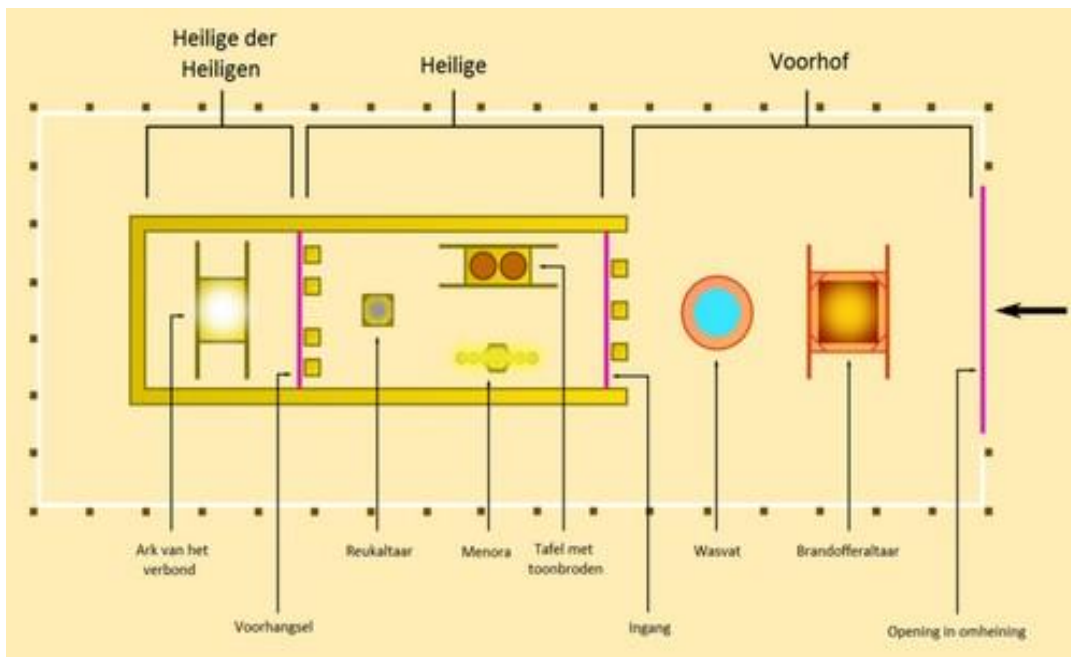 Heilige der
Heiligen
Heilige
Voorhof
Ark van het
verbond
Reukaltaar
Menora
Tafel met
toonbroden
Wasvat
Brandofferaltaar
Voorhangsel
Ingang
Opening in omheining